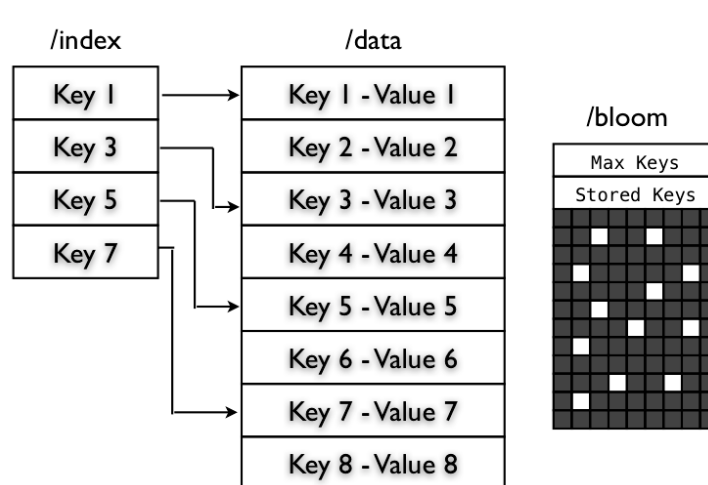 /index
Key 1
Key 3
Key 5
Key 7
/data
Key 1 - Value 1
Key 2 - Value 2
Key 3 - Value 3
Key 4 - Value 4
Key 5 - Value 5
Key 6 - Value 6
Key 7 - Value 7
Key 8 - Value 8
/bloom
Max Keys
Stored Keys